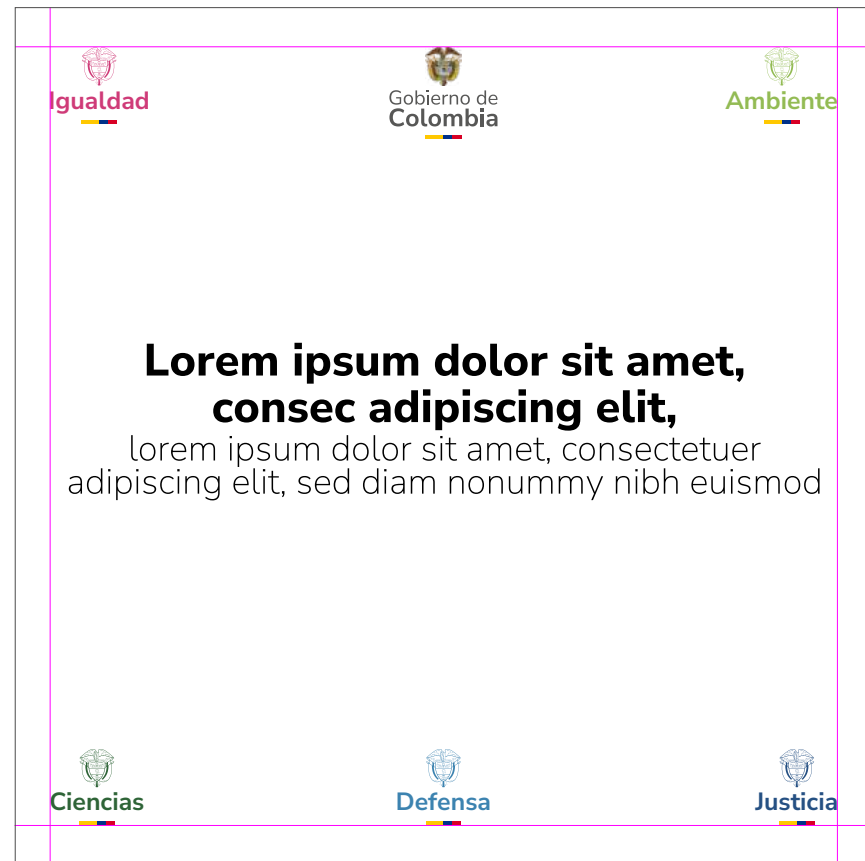 Igualdad
Gobierno de
Colombia
Ambiente
Lorem ipsum dolor sit amet,
consec adipiscing elit,
lorem ipsum dolor sit amet, consectetuer
adipiscing elit, sed diam nonummy nibh euismod
Ciencias
Defensa
Justicia